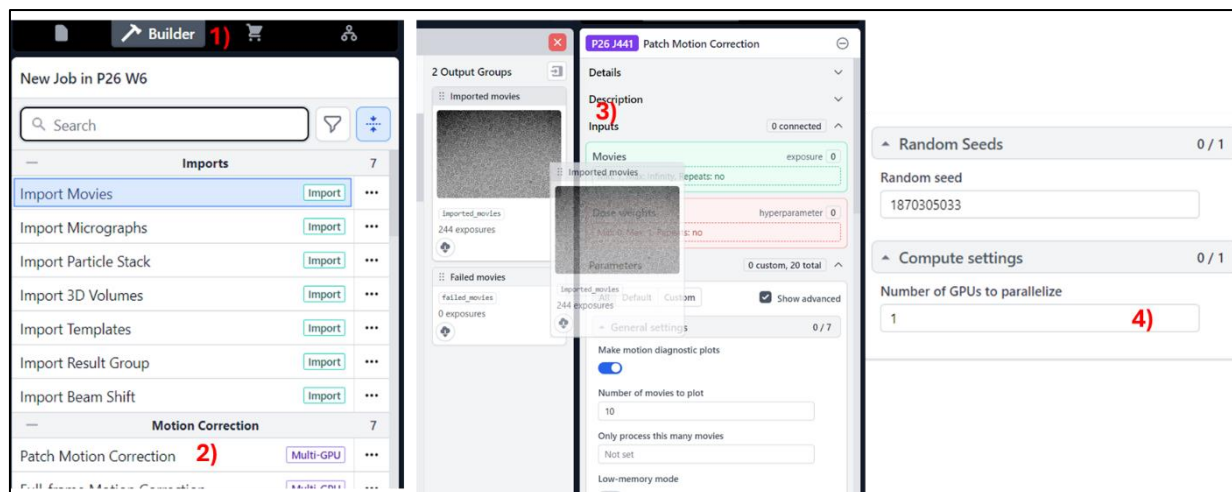 Builder 1)
New Job in P26 W6
Search
Imports 7
Import Movies Import
Import Micrographs Import
Import Particle Stack Import
Import 3D Volumes Import
Import Templates Import
Import Result Group Import
Import Beam Shift Import
Motion Correction 7
Patch Motion Correction 2) Multi-GPU
Full-frame Motion Correction Multi-GPU
2 Output Groups
Imported movies
imported_movies
244 exposures
Failed movies
failed_movies
0 exposures
P26 J441 Patch Motion Correction
Details
Description
3)
Inputs 0 connected
Movies exposure 0
Infinity, Repeats: no
Imported movies
Dose weights hyperparameter 0
Parameters 0 custom, 20 total
imported_movies
244 exposures
All Default Custom Show advanced
General settings 0 / 7
Make motion diagnostic plots
Number of movies to plot
10
Only process this many movies
Not set
Low-memory mode
Random Seeds 0 / 1
Random seed
1870305033
Compute settings 0 / 1
Number of GPUs to parallelize
1 4)